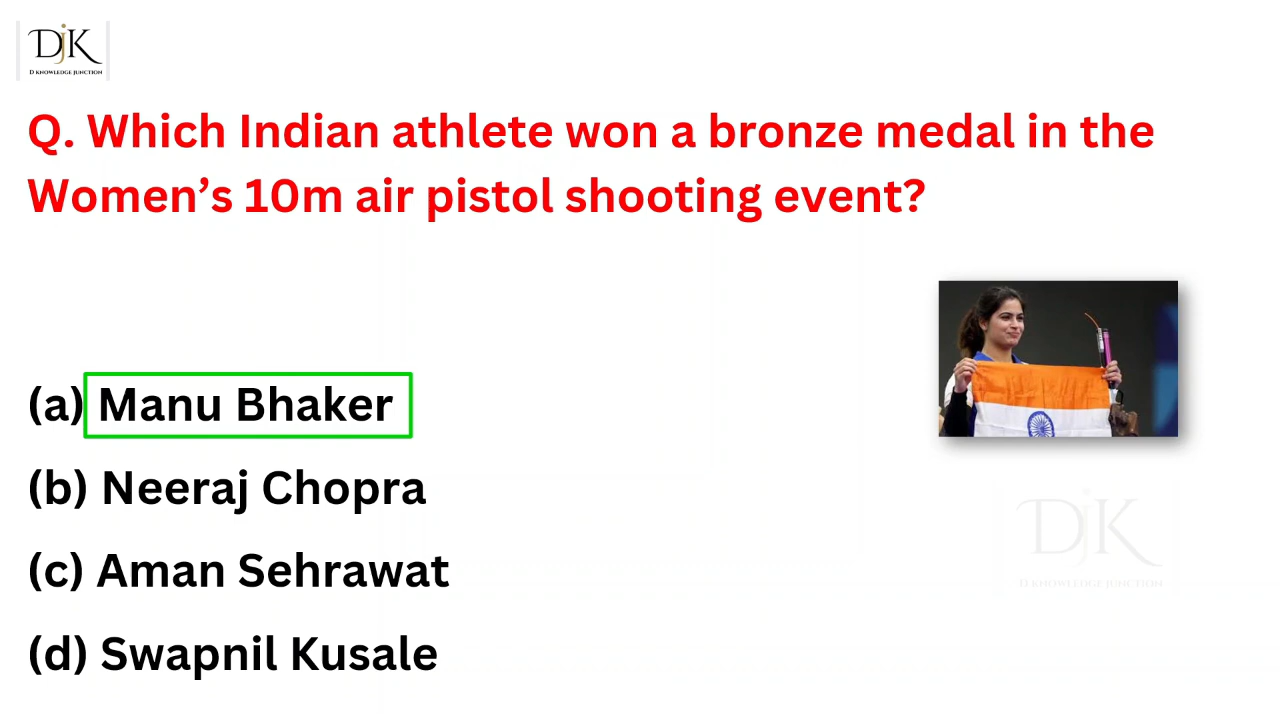 DjK
D KNOWLEDGE JUNCTION
Q. Which Indian athlete won a bronze medal in the
Women’s 10m air pistol shooting event?
(a) Manu Bhaker
(b) Neeraj Chopra
(c) Aman Sehrawat
(d) Swapnil Kusale
DjK
D KNOWLEDGE JUNCTION